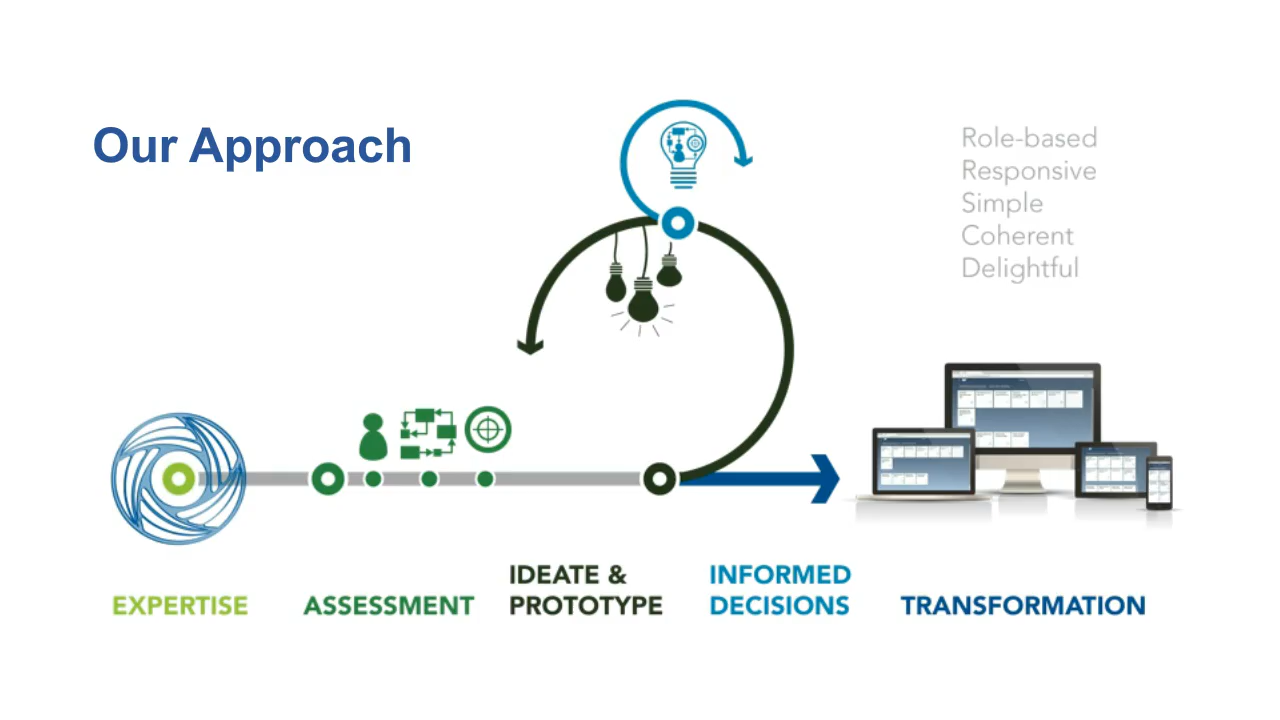 Our Approach
Role-based
Responsive
Simple
Coherent
Delightful
EXPERTISE
ASSESSMENT
IDEATE &
PROTOTYPE
INFORMED
DECISIONS
TRANSFORMATION